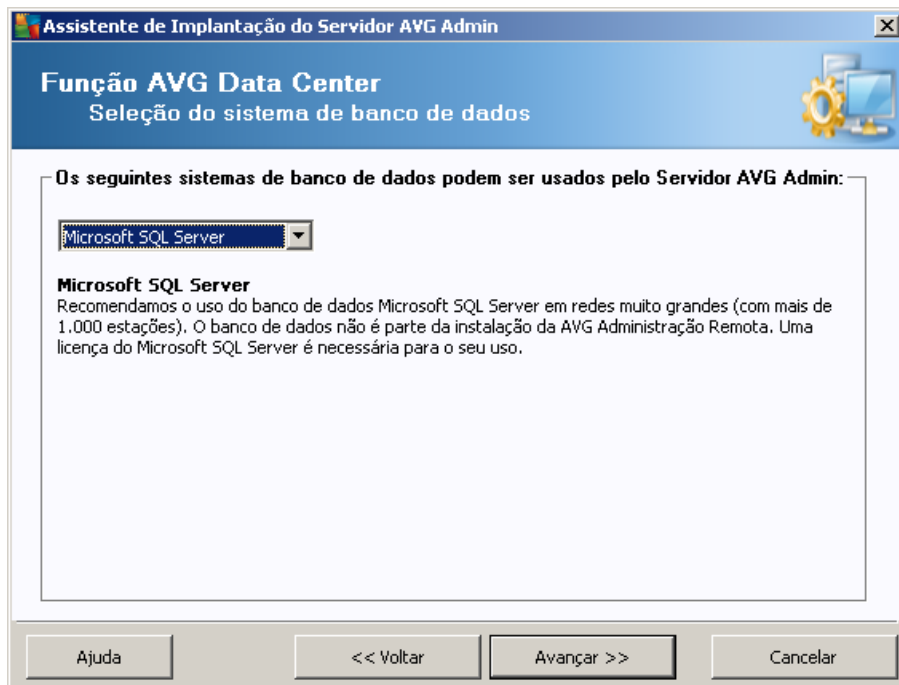 Assistente de Implantação do Servidor AVG Admin
Função AVG Data Center
Seleção do sistema de banco de dados
Os seguintes sistemas de banco de dados podem ser usados pelo Servidor AVG Admin:
Microsoft SQL Server
Microsoft SQL Server
Recomendamos o uso do banco de dados Microsoft SQL Server em redes muito grandes (com mais de
1.000 estações). O banco de dados não é parte da instalação da AVG Administração Remota. Uma
licença do Microsoft SQL Server é necessária para o seu uso.
Ajuda
<< Voltar
Avançar >>
Cancelar